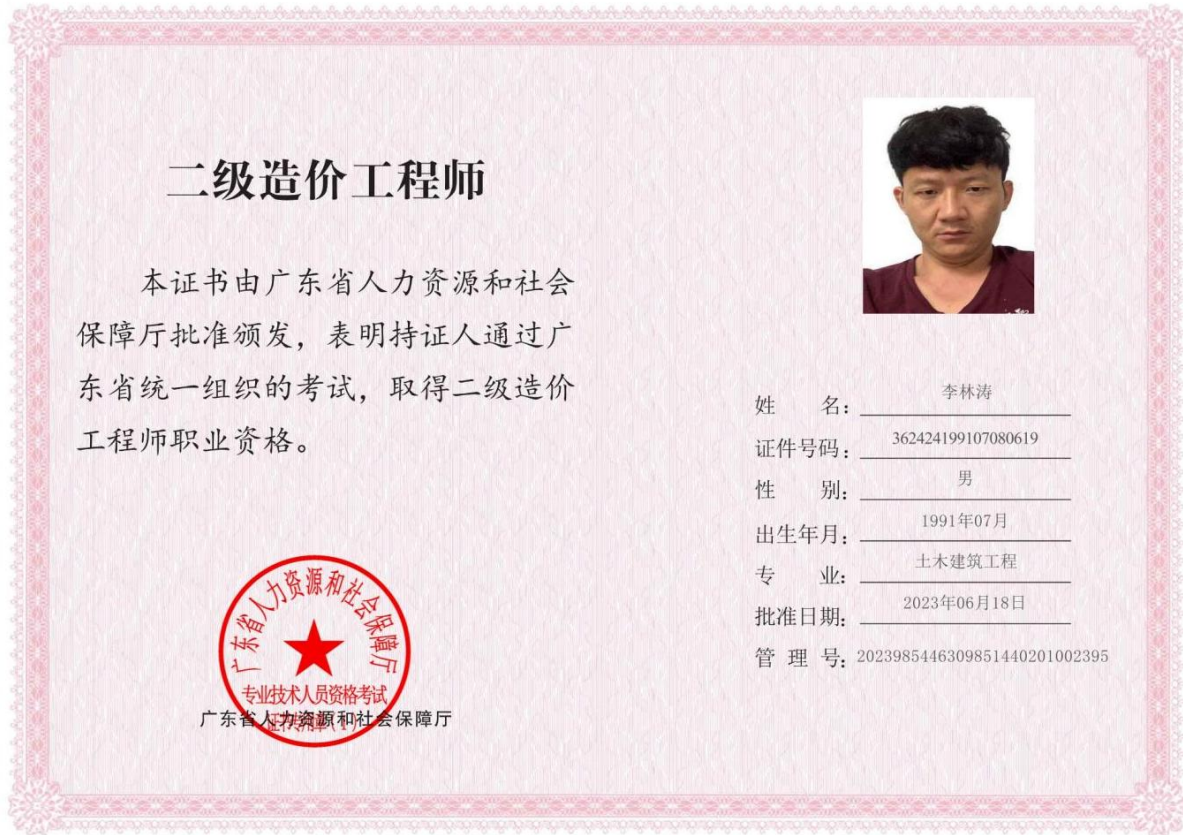 二级造价工程师
本证书由广东省人力资源和社会
保障厅批准颁发，表明持证人通过广
东省统一组织的考试，取得二级造价
工程师职业资格。
姓 名：李林涛
证件号码：362424199107080619
性 别：男
出生年月：1991年07月
专 业：土木建筑工程
批准日期：2023年06月18日
管 理 号：2023985446309851440201002395
广东省人力资源和社会保障厅
专业技术人员资格考试
证书专用章（1）
广东省人力资源和社会保障厅